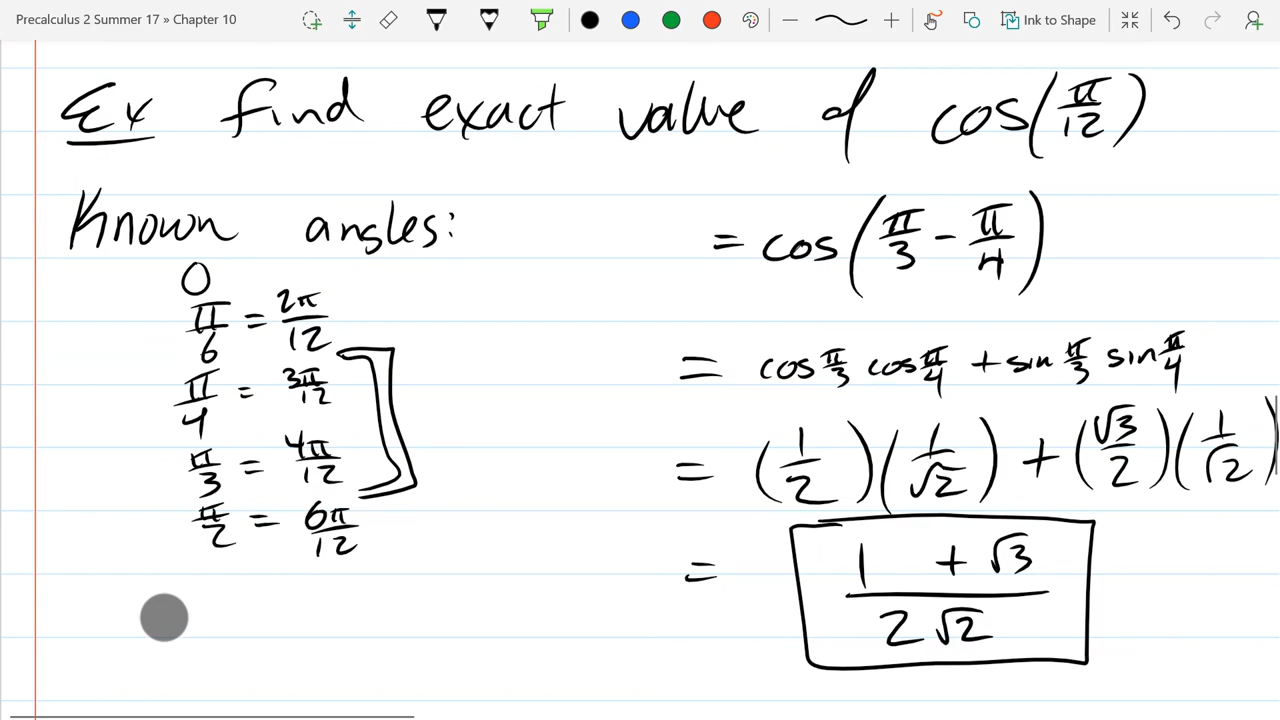 Precalculus 2 Summer 17 » Chapter 10
Ink to Shape
Ex find exact value of cos(π/12)
Known angles:
0
π/6 = 2π/12
π/4 = 3π/12
π/3 = 4π/12
π/2 = 6π/12
= cos(π/3 - π/4)
= cos π/3 cos π/4 + sin π/3 sin π/4
= (1/2)(1/√2) + (√3/2)(1/√2)
= (1 + √3)/(2√2)